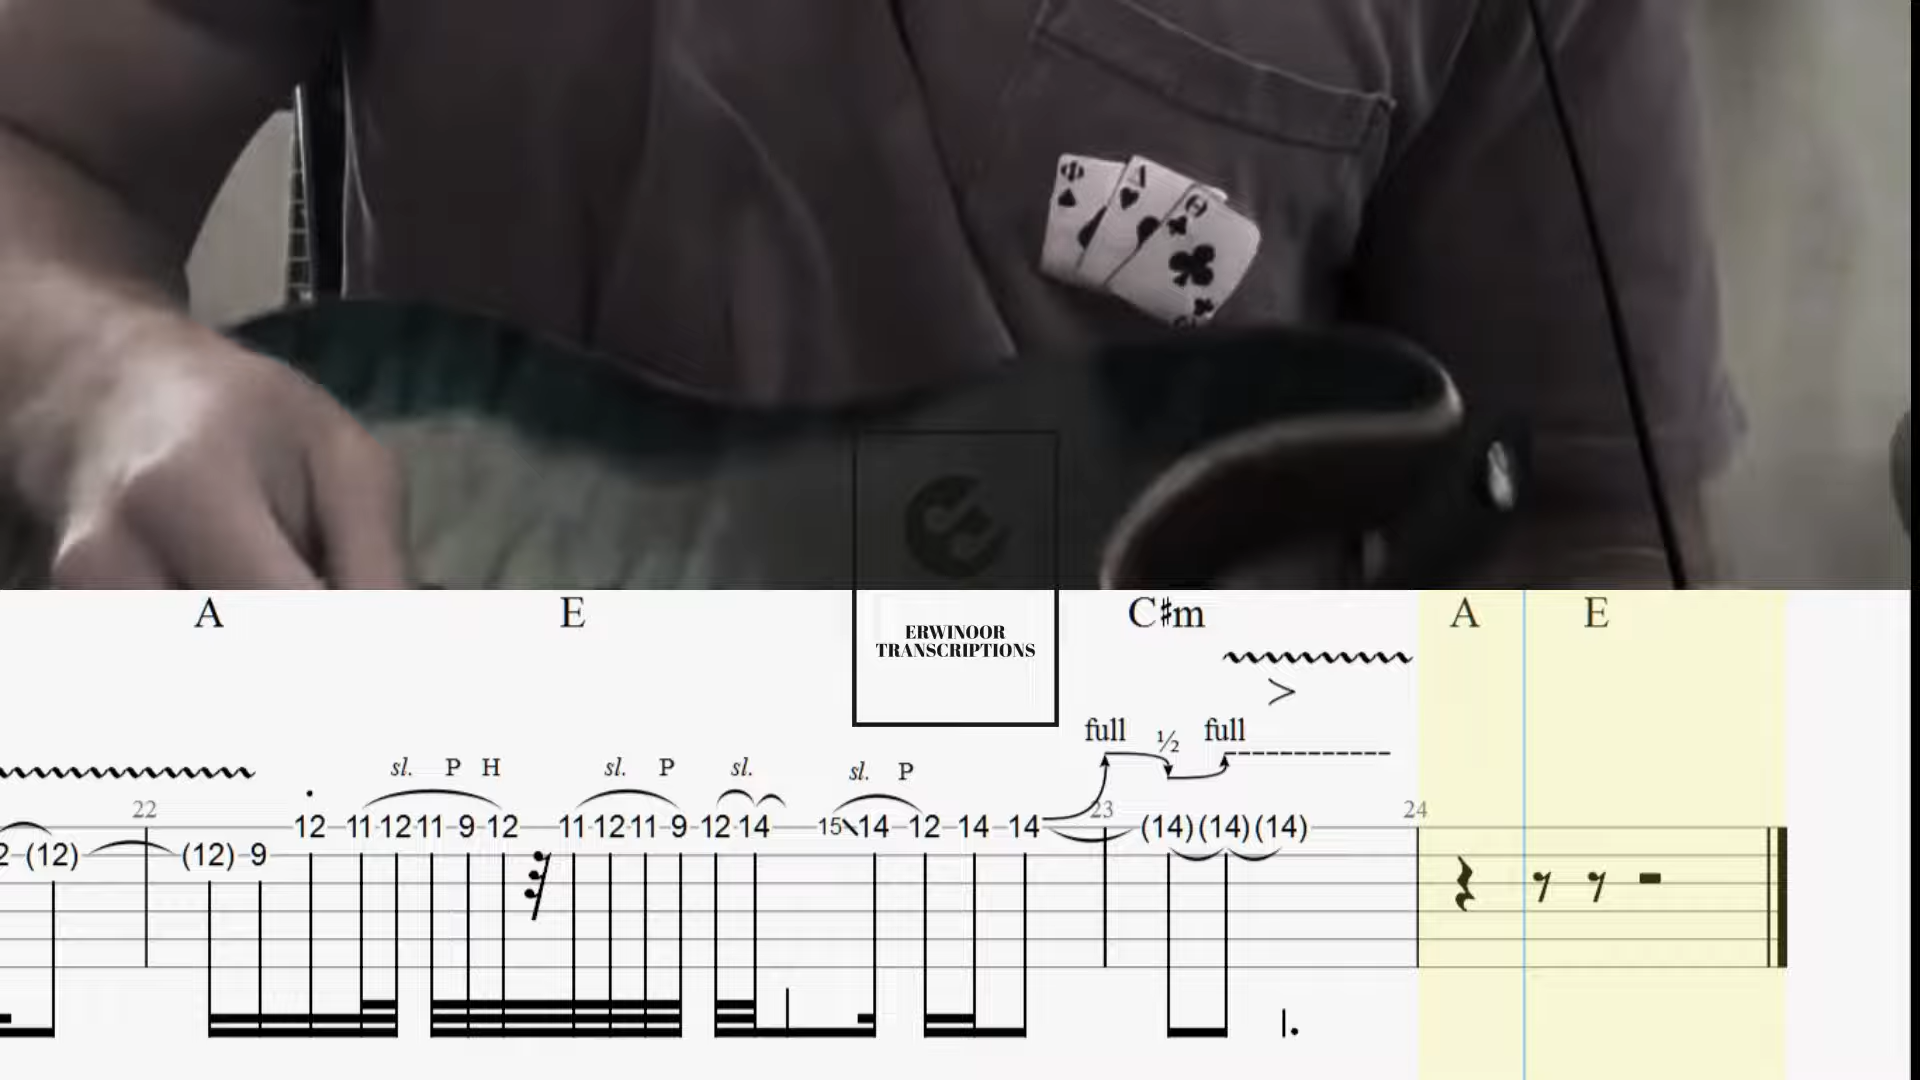 A E C♯m A E
ERWINOOR
TRANSCRIPTIONS
full ½ full
sl. P H sl. P sl. sl. P
22 23 24
12 11 12 11 9 12 11 12 11 9 12 14 15 14 12 14 14 (14) (14) (14)
(12) (12) 9